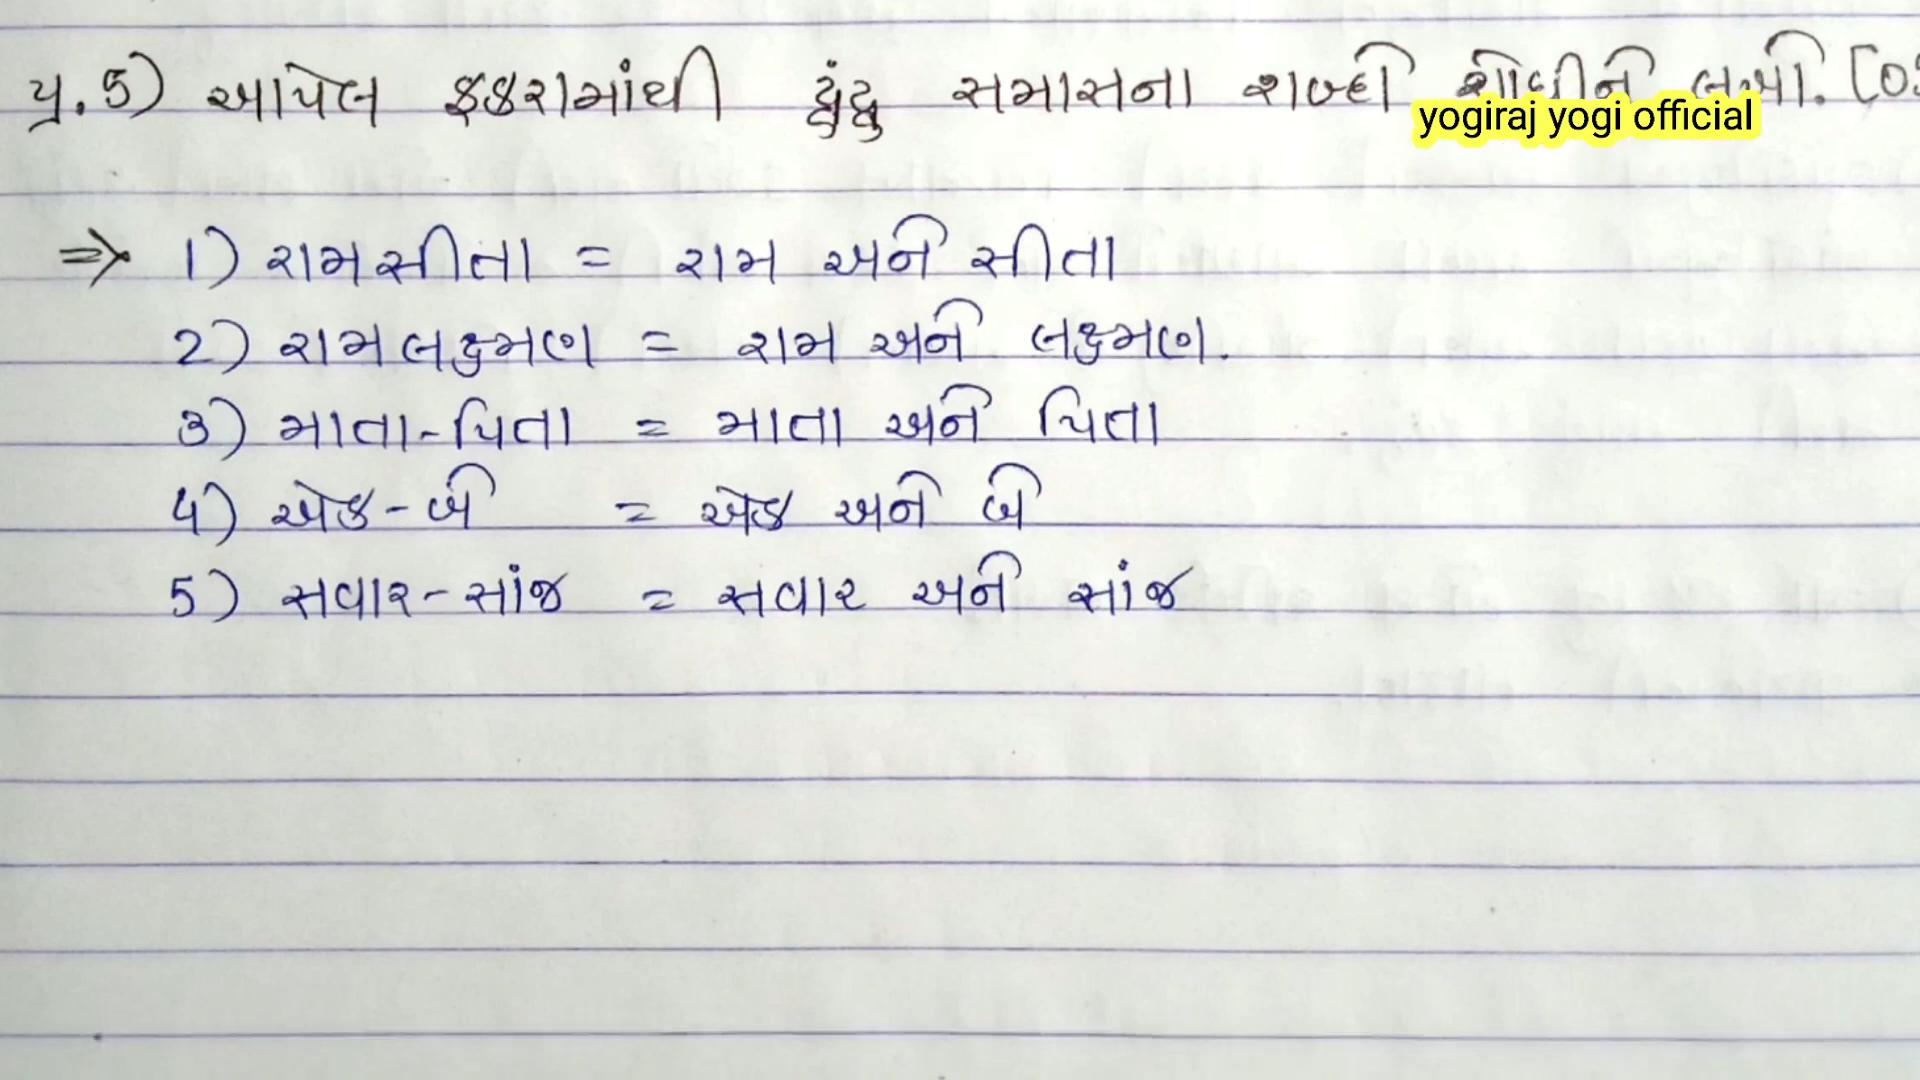 પ્ર.5) આપેલ ફકરામાંથી દ્વંદ્વ સમાસના શબ્દો શોધીને લખો. [05
yogiraj yogi official
⇒ 1) રામસીતા = રામ અને સીતા
2) રામલક્ષ્મણ = રામ અને લક્ષ્મણ.
3) માતા-પિતા = માતા અને પિતા
4) એક-બે = એક અને બે
5) સવાર-સાંજ = સવાર અને સાંજ